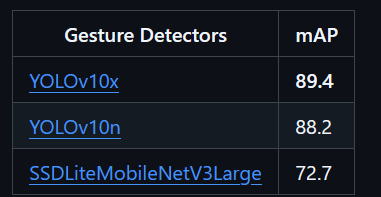 Gesture Detectors mAP
YOLOv10x 89.4
YOLOv10n 88.2
SSDLiteMobileNetV3Large 72.7